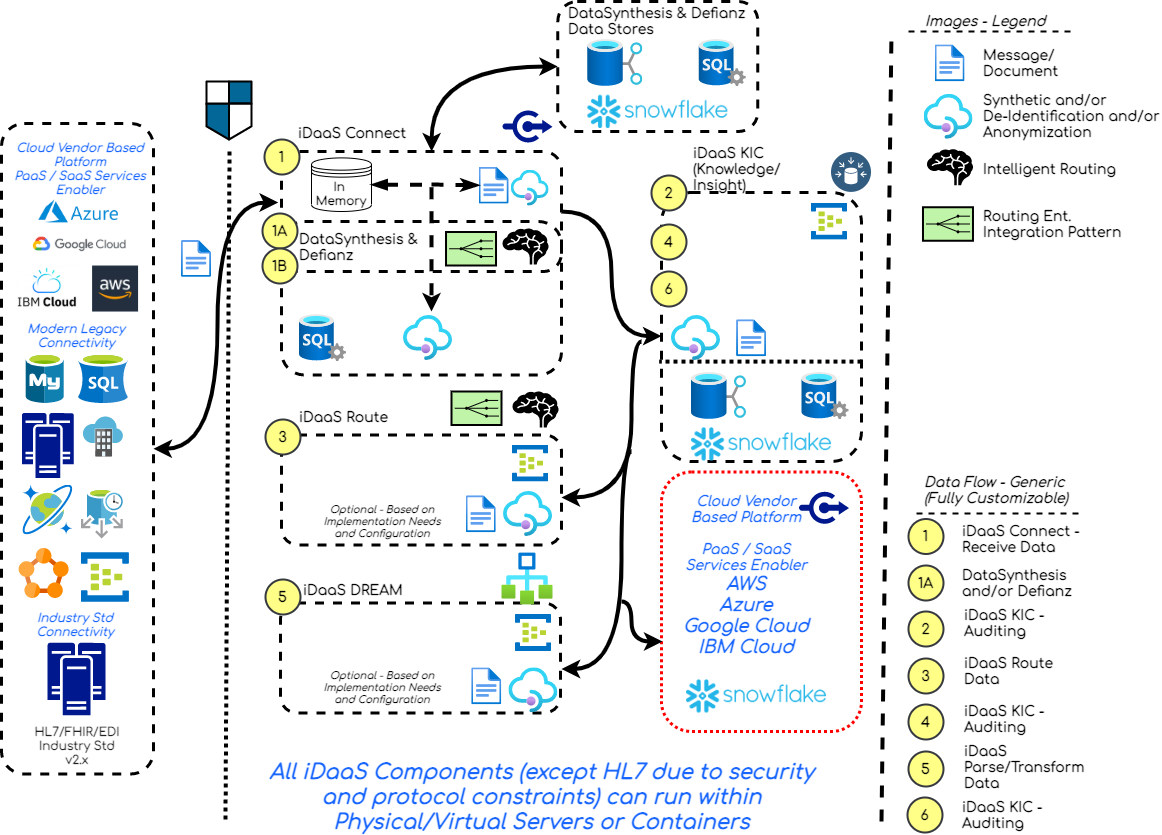 DataSynthesis & Defianz
Data Stores
SQL
snowflake
Cloud Vendor Based
Platform
PaaS / SaaS Services
Enabler
Azure
Google Cloud
IBM Cloud
aws
Modern Legacy
Connectivity
My
SQL
Industry Std
Connectivity
HL7/FHIR/EDI
Industry Std
v2.x
iDaaS Connect
1
In
Memory
1A
DataSynthesis &
Defianz
1B
SQL
iDaaS Route
3
Optional - Based on
Implementation Needs
and Configuration
iDaaS DREAM
5
Optional - Based on
Implementation Needs
and Configuration
iDaaS KIC
(Knowledge/
Insight)
2
4
6
SQL
snowflake
Cloud Vendor
Based Platform
PaaS / SaaS
Services Enabler
AWS
Azure
Google Cloud
IBM Cloud
snowflake
All iDaaS Components (except HL7 due to security
and protocol constraints) can run within
Physical/Virtual Servers or Containers
Images - Legend
Message/
Document
Synthetic and/or
De-Identification and/or
Anonymization
Intelligent Routing
Routing Ent.
Integration Pattern
Data Flow - Generic
(Fully Customizable)
1
iDaaS Connect -
Receive Data
1A
DataSynthesis
and/or Defianz
2
iDaaS KIC -
Auditing
3
iDaaS Route
Data
4
iDaaS KIC -
Auditing
5
iDaaS
Parse/Transform
Data
6
iDaaS KIC -
Auditing